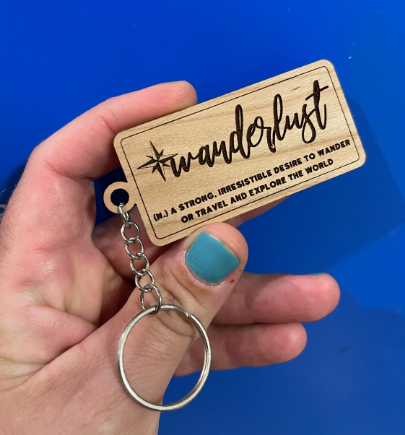 wanderlust
(N.) A STRONG, IRRESISTIBLE DESIRE TO WANDER
OR TRAVEL AND EXPLORE THE WORLD